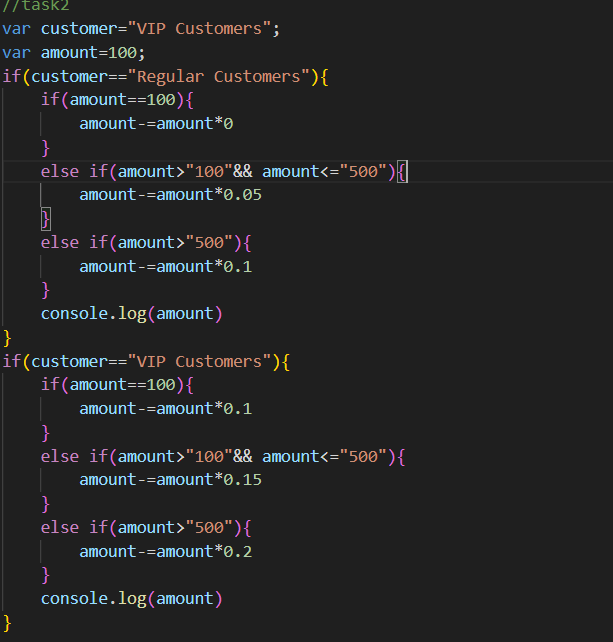 //task2
var customer="VIP Customers";
var amount=100;
if(customer=="Regular Customers"){
    if(amount==100){
        amount-=amount*0
    }
    else if(amount>"100"&& amount<="500"){
        amount-=amount*0.05
    }
    else if(amount>"500"){
        amount-=amount*0.1
    }
    console.log(amount)
}
if(customer=="VIP Customers"){
    if(amount==100){
        amount-=amount*0.1
    }
    else if(amount>"100"&& amount<="500"){
        amount-=amount*0.15
    }
    else if(amount>"500"){
        amount-=amount*0.2
    }
    console.log(amount)
}